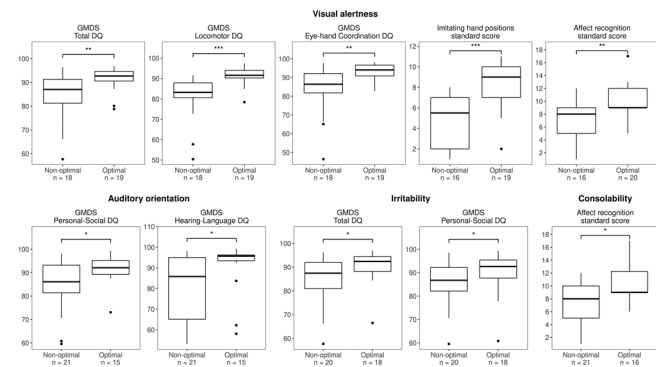 Visual alertness
GMDS
Total DQ
GMDS
Locomotor DQ
GMDS
Eye-hand Coordination DQ
Imitating hand positions
standard score
Affect recognition
standard score
**
***
**
***
**
100
90
80
70
60
100
90
80
70
60
50
100
90
80
70
60
50
12
10
8
6
4
2
18
16
14
12
10
8
6
4
2
Non-optimal
n = 18
Optimal
n = 19
Non-optimal
n = 18
Optimal
n = 19
Non-optimal
n = 18
Optimal
n = 19
Non-optimal
n = 16
Optimal
n = 19
Non-optimal
n = 16
Optimal
n = 20
Auditory orientation
Irritability
Consolability
GMDS
Personal-Social DQ
GMDS
Hearing-Language DQ
GMDS
Total DQ
GMDS
Personal-Social DQ
Affect recognition
standard score
*
*
*
*
*
100
90
80
70
60
110
100
90
80
70
60
100
90
80
70
60
100
90
80
70
60
18
16
14
12
10
8
6
4
2
Non-optimal
n = 21
Optimal
n = 15
Non-optimal
n = 21
Optimal
n = 15
Non-optimal
n = 20
Optimal
n = 18
Non-optimal
n = 20
Optimal
n = 18
Non-optimal
n = 21
Optimal
n = 16